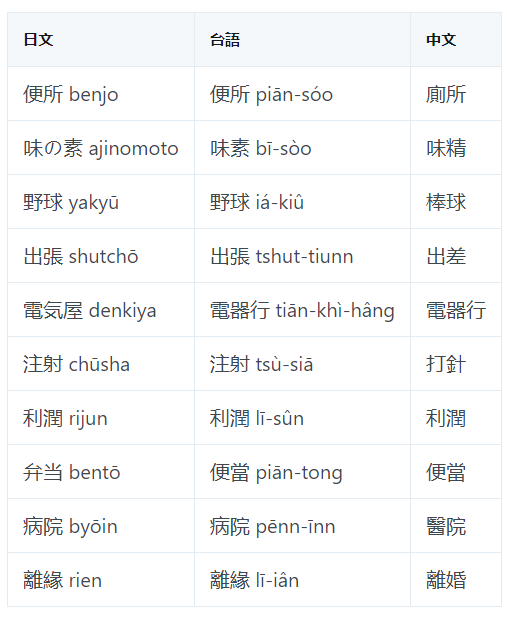 日文 台語 中文
便所 benjo 便所 piān-sóo 廁所
味の素 ajinomoto 味素 bī-sòo 味精
野球 yakyū 野球 iá-kiû 棒球
出張 shutchō 出張 tshut-tiunn 出差
電気屋 denkiya 電器行 tiān-khì-hâng 電器行
注射 chūsha 注射 tsù-siā 打針
利潤 rijun 利潤 lī-sûn 利潤
弁当 bentō 便當 piān-tong 便當
病院 byōin 病院 pēnn-īnn 醫院
離縁 rien 離緣 lī-iân 離婚